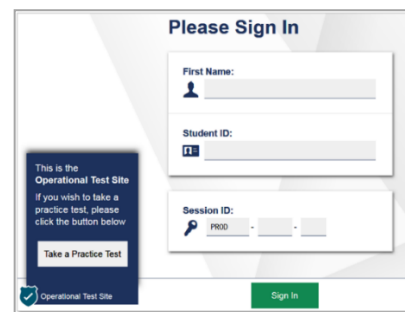 Please Sign In
First Name:
Student ID:
Session ID:
PROD - -
This is the
Operational Test Site
If you wish to take a
practice test, please
click the button below
Take a Practice Test
Operational Test Site
Sign In